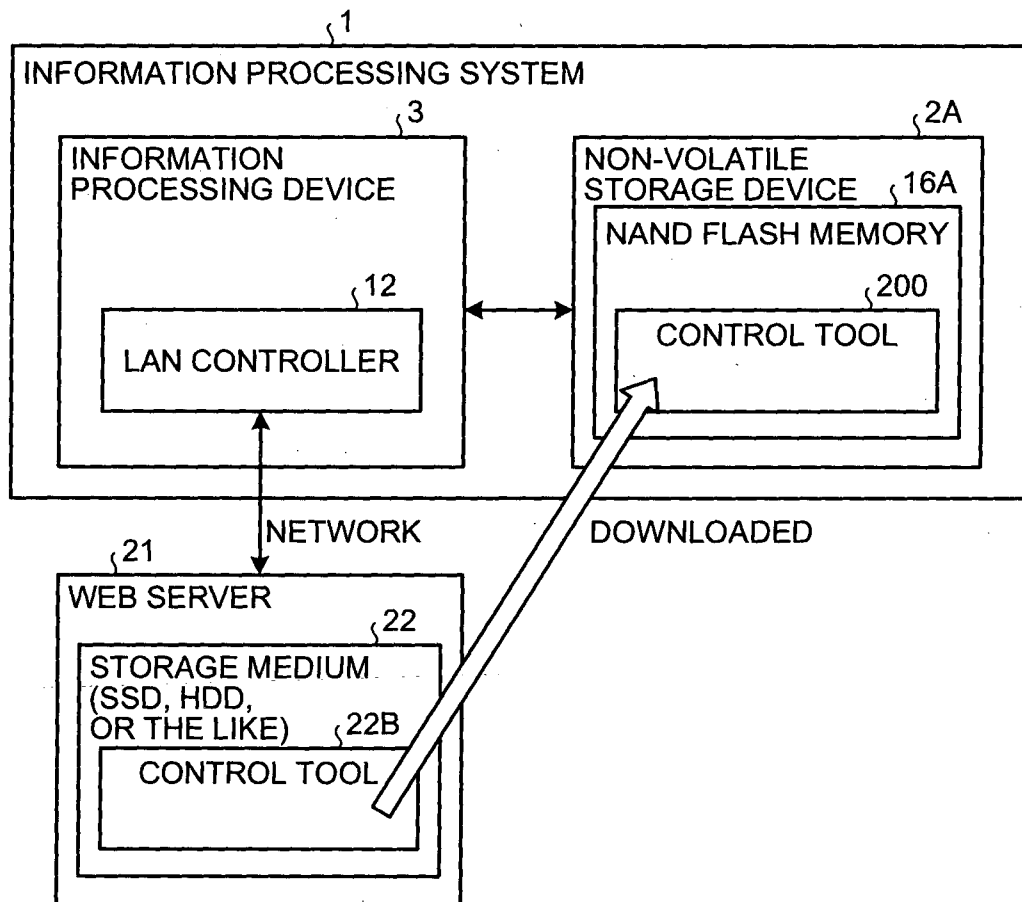 1
INFORMATION PROCESSING SYSTEM
3
INFORMATION
PROCESSING DEVICE
12
LAN CONTROLLER
2A
NON-VOLATILE
STORAGE DEVICE
16A
NAND FLASH MEMORY
200
CONTROL TOOL
NETWORK
DOWNLOADED
21
WEB SERVER
22
STORAGE MEDIUM
(SSD, HDD,
OR THE LIKE)
22B
CONTROL TOOL